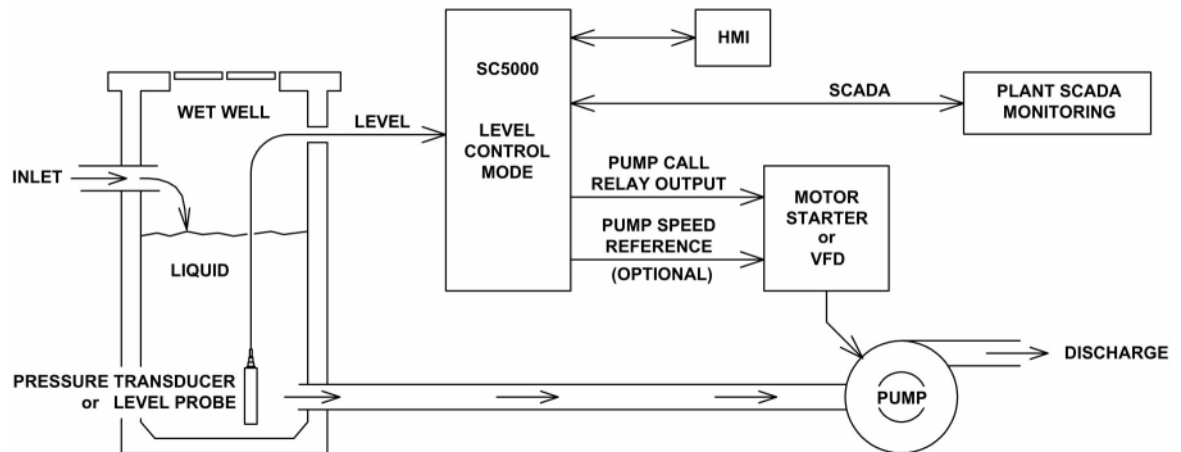 SC5000
LEVEL
CONTROL
MODE
HMI
WET WELL
LEVEL
SCADA
PLANT SCADA
MONITORING
INLET
PUMP CALL
RELAY OUTPUT
PUMP SPEED
REFERENCE
(OPTIONAL)
MOTOR
STARTER
or
VFD
LIQUID
DISCHARGE
PRESSURE TRANSDUCER
or LEVEL PROBE
PUMP